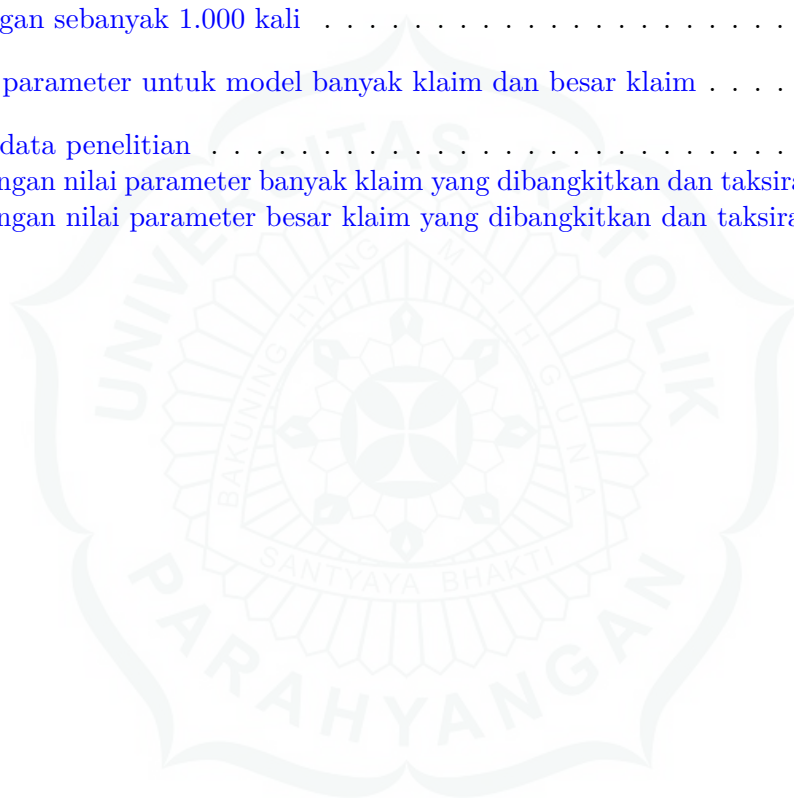 gan sebanyak 1.000 kali . . . . . . . . . . . . . . . . . . . . .
parameter untuk model banyak klaim dan besar klaim . . . .
data penelitian . . . . . . . . . . . . . . . . . . . . . . . . . .
ngan nilai parameter banyak klaim yang dibangkitkan dan taksira
ngan nilai parameter besar klaim yang dibangkitkan dan taksira
UNIVERSITAS KATOLIK
BAKUNING HYANG MRIH GUNA
SANTYAYA BHAKTI
PARAHYANGAN